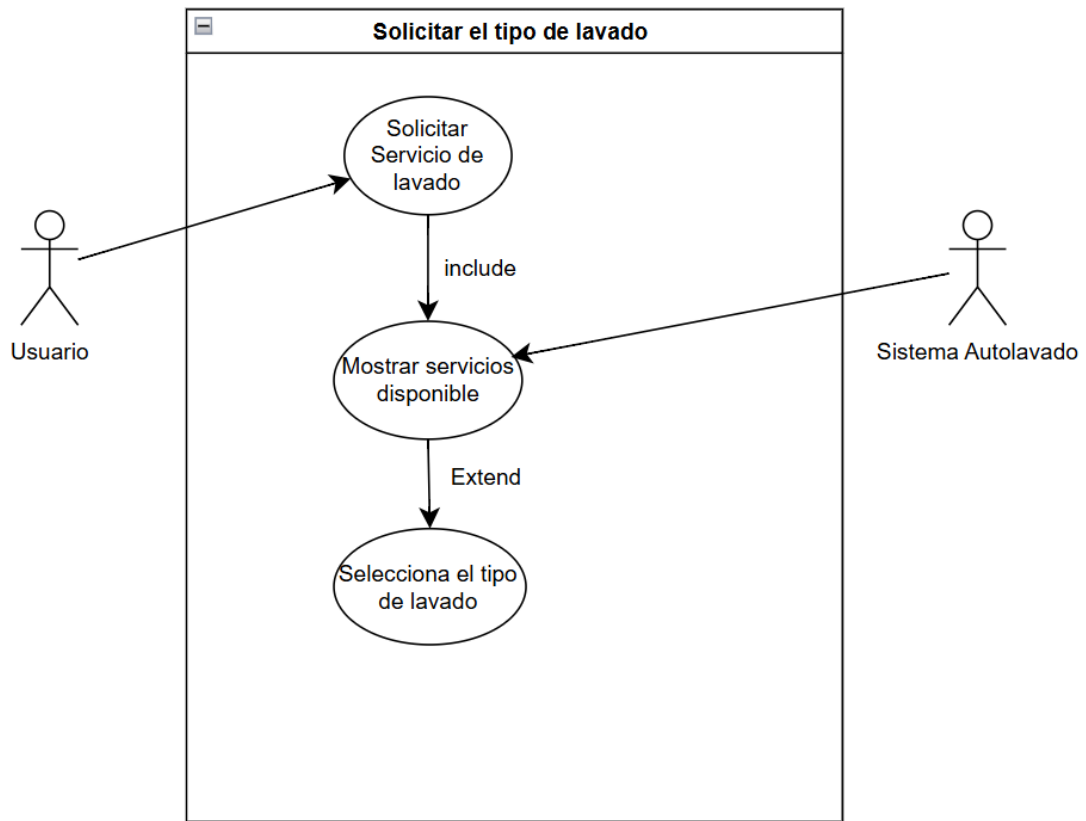 Solicitar el tipo de lavado
Solicitar
Servicio de
lavado
include
Usuario
Mostrar servicios
disponible
Sistema Autolavado
Extend
Selecciona el tipo
de lavado